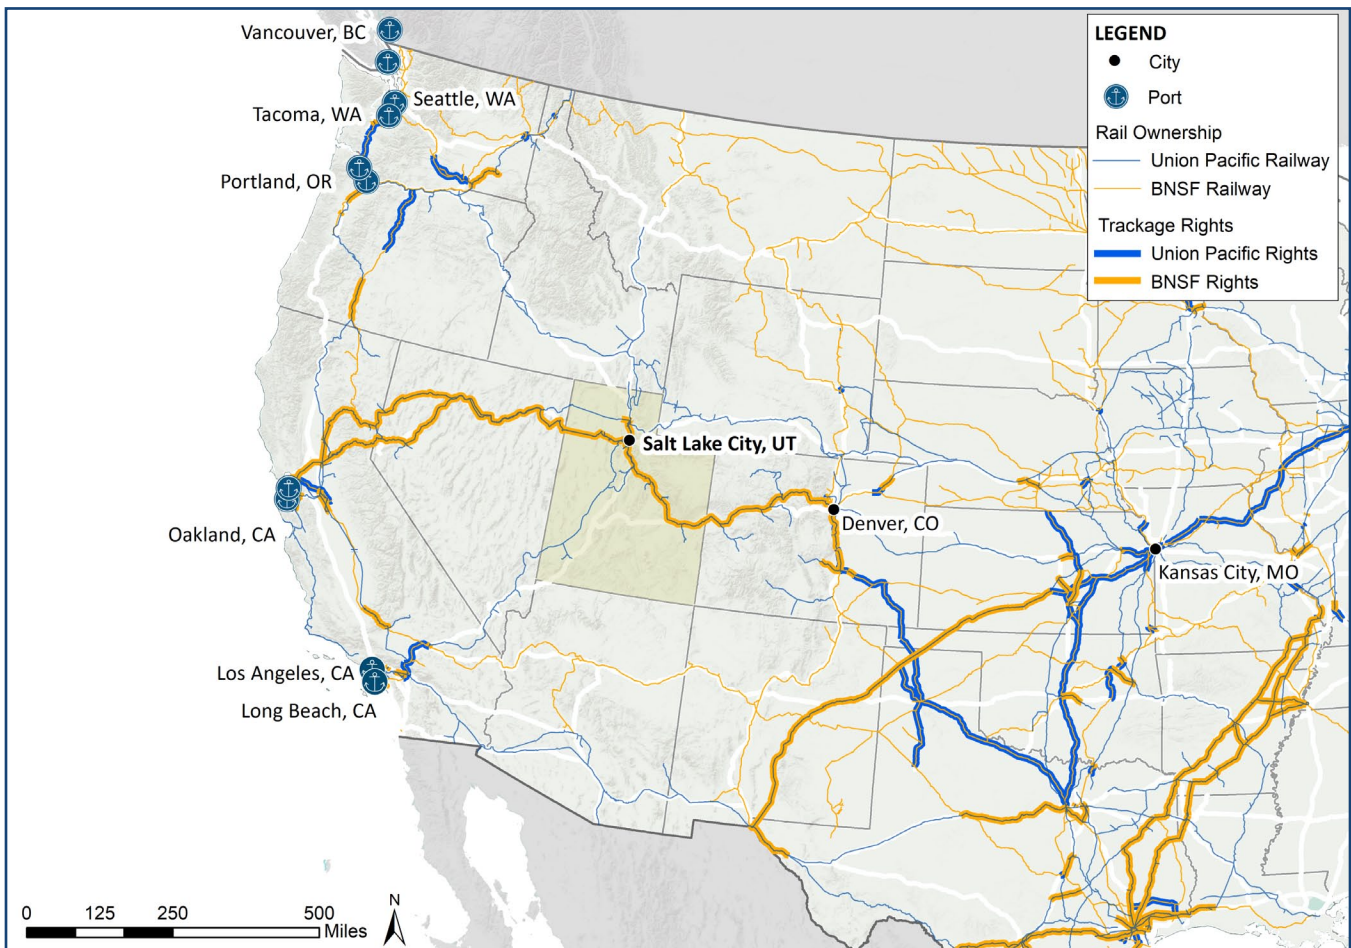 Vancouver, BC
Seattle, WA
Tacoma, WA
Portland, OR
Salt Lake City, UT
Oakland, CA
Denver, CO
Kansas City, MO
Los Angeles, CA
Long Beach, CA
LEGEND
City
Port
Rail Ownership
Union Pacific Railway
BNSF Railway
Trackage Rights
Union Pacific Rights
BNSF Rights
0 125 250 500
Miles
N